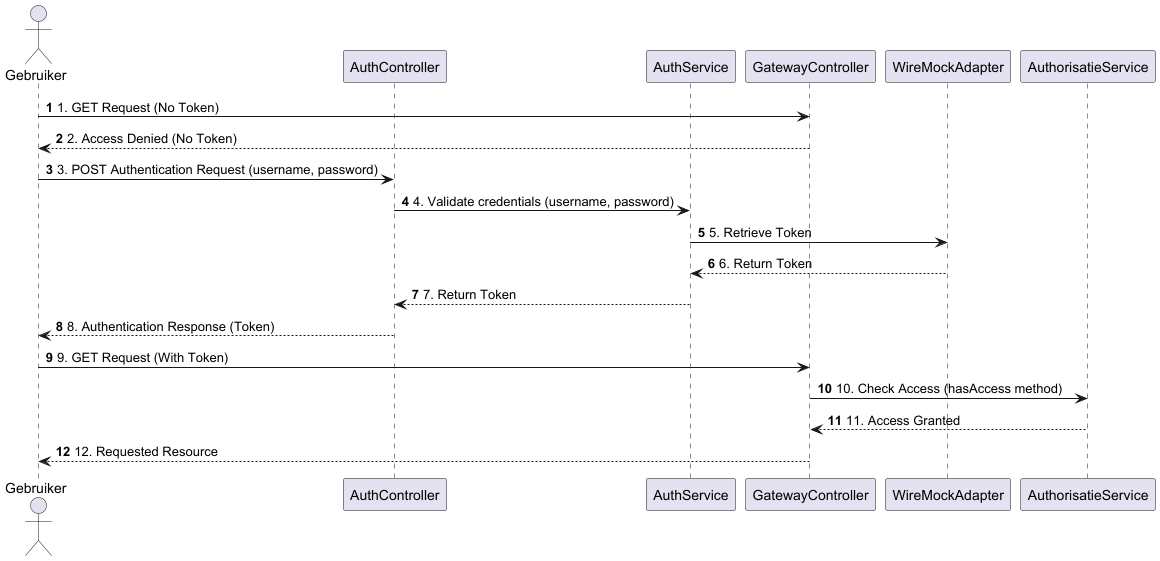 Gebruiker
AuthController
AuthService
GatewayController
WireMockAdapter
AuthorisatieService
1 1. GET Request (No Token)
2 2. Access Denied (No Token)
3 3. POST Authentication Request (username, password)
4 4. Validate credentials (username, password)
5 5. Retrieve Token
6 6. Return Token
7 7. Return Token
8 8. Authentication Response (Token)
9 9. GET Request (With Token)
10 10. Check Access (hasAccess method)
11 11. Access Granted
12 12. Requested Resource
Gebruiker
AuthController
AuthService
GatewayController
WireMockAdapter
AuthorisatieService